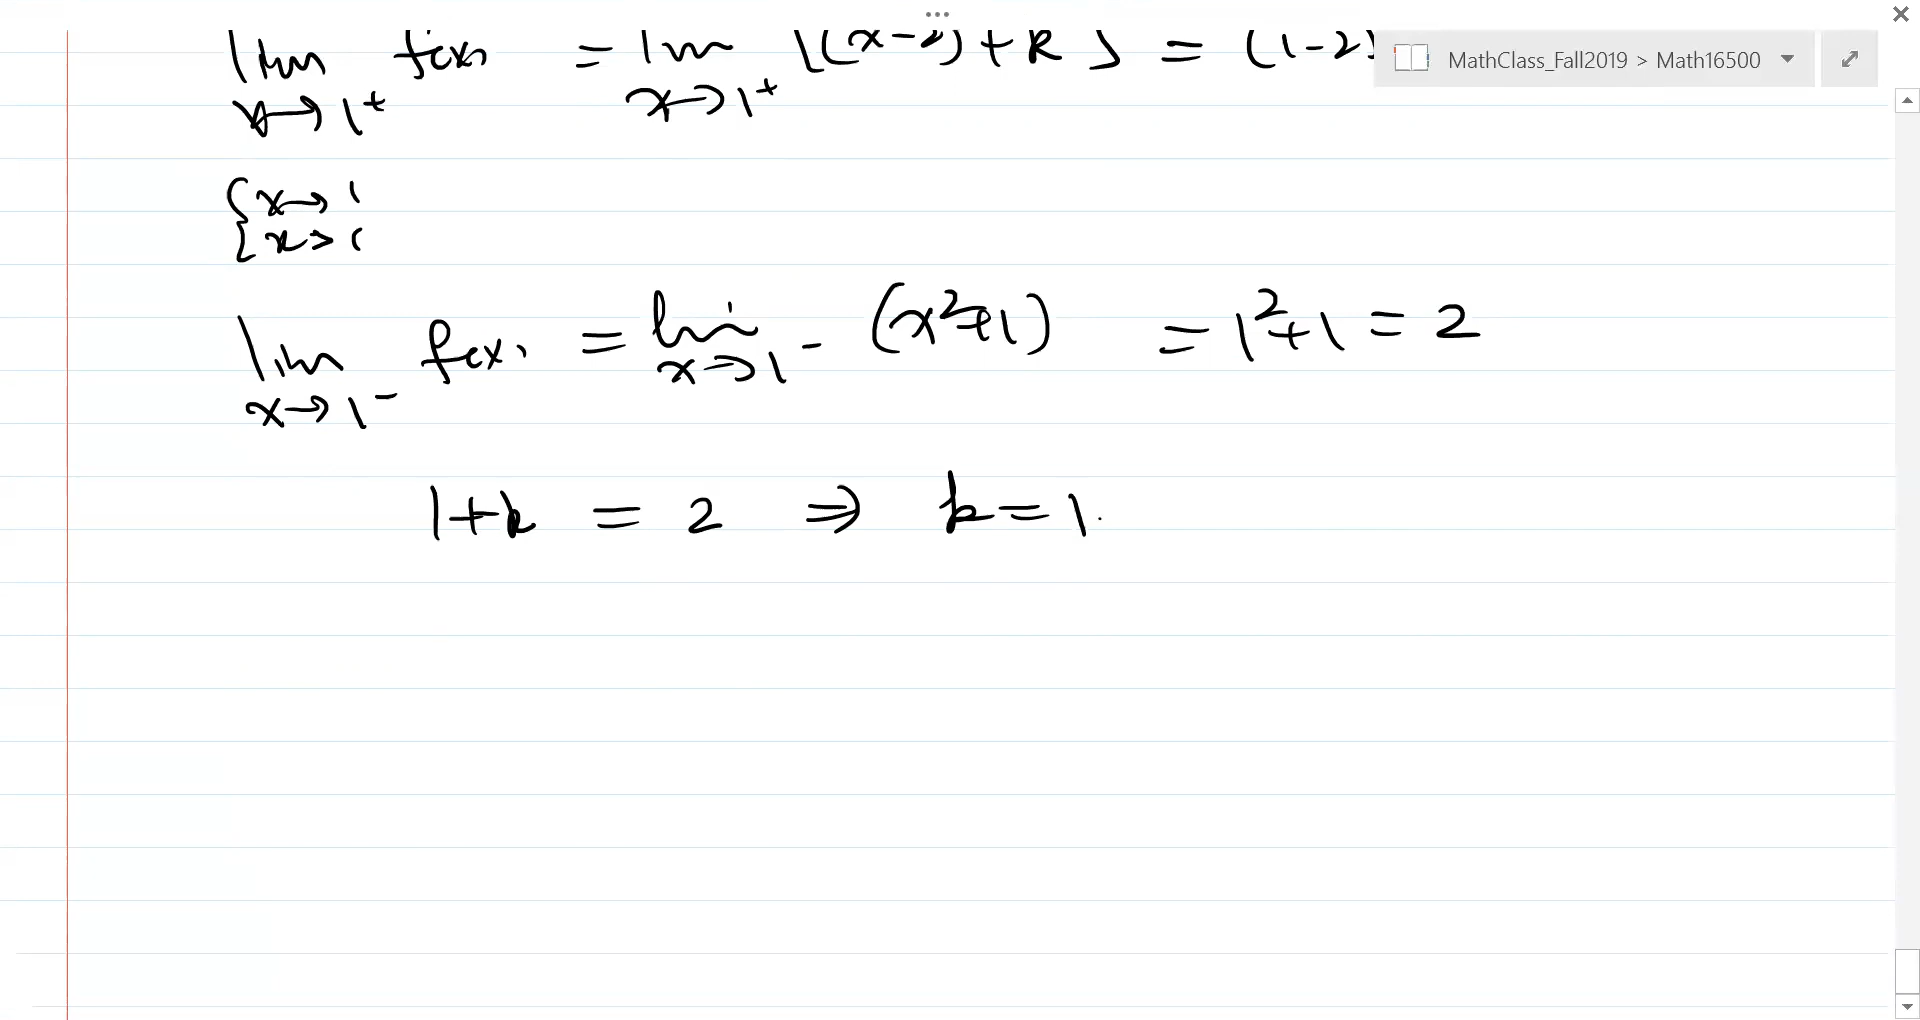 lim f(x) = lim [(x-2) + k] = (1-2)
x→1⁺ x→1⁺
MathClass_Fall2019 > Math16500
{x→1
x>1
lim f(x) = lim (x²+1) = 1²+1 = 2
x→1⁻ x→1⁻
1+k = 2 ⇒ k=1.